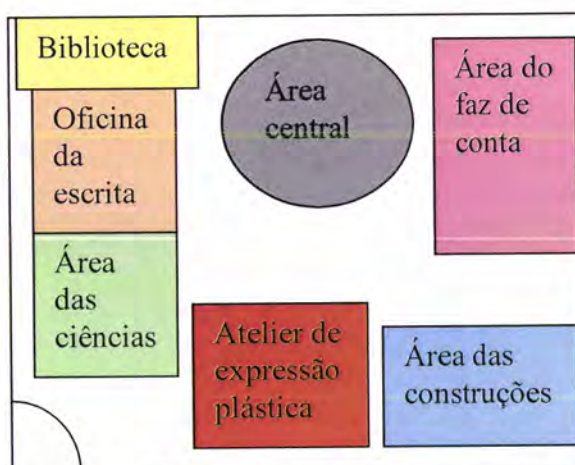 Biblioteca
Oficina
da
escrita
Área
das
ciências
Área
central
Área do
faz de
conta
Atelier de
expressão
plástica
Área das
construções